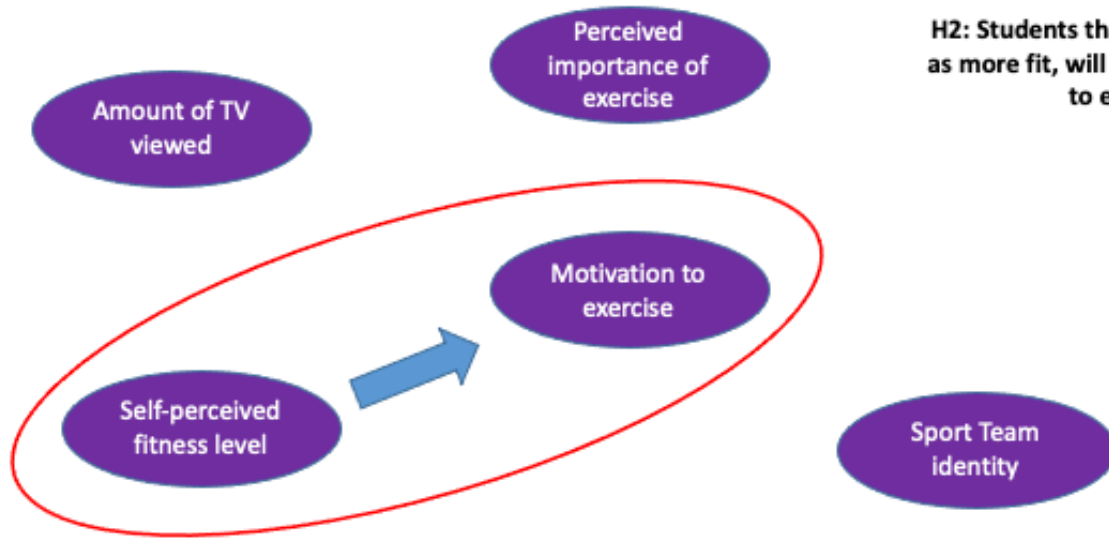 Perceived
importance of
exercise
H2: Students th
as more fit, will
to e
Amount of TV
viewed
Motivation to
exercise
Self-perceived
fitness level
Sport Team
identity